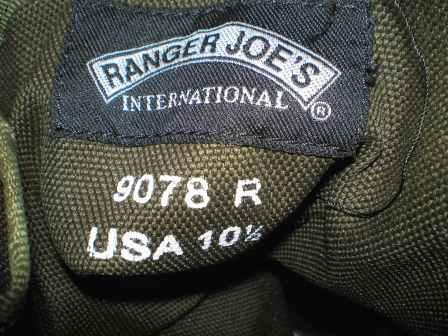 RANGER JOE'S
INTERNATIONAL ®
9078 R
USA 10½